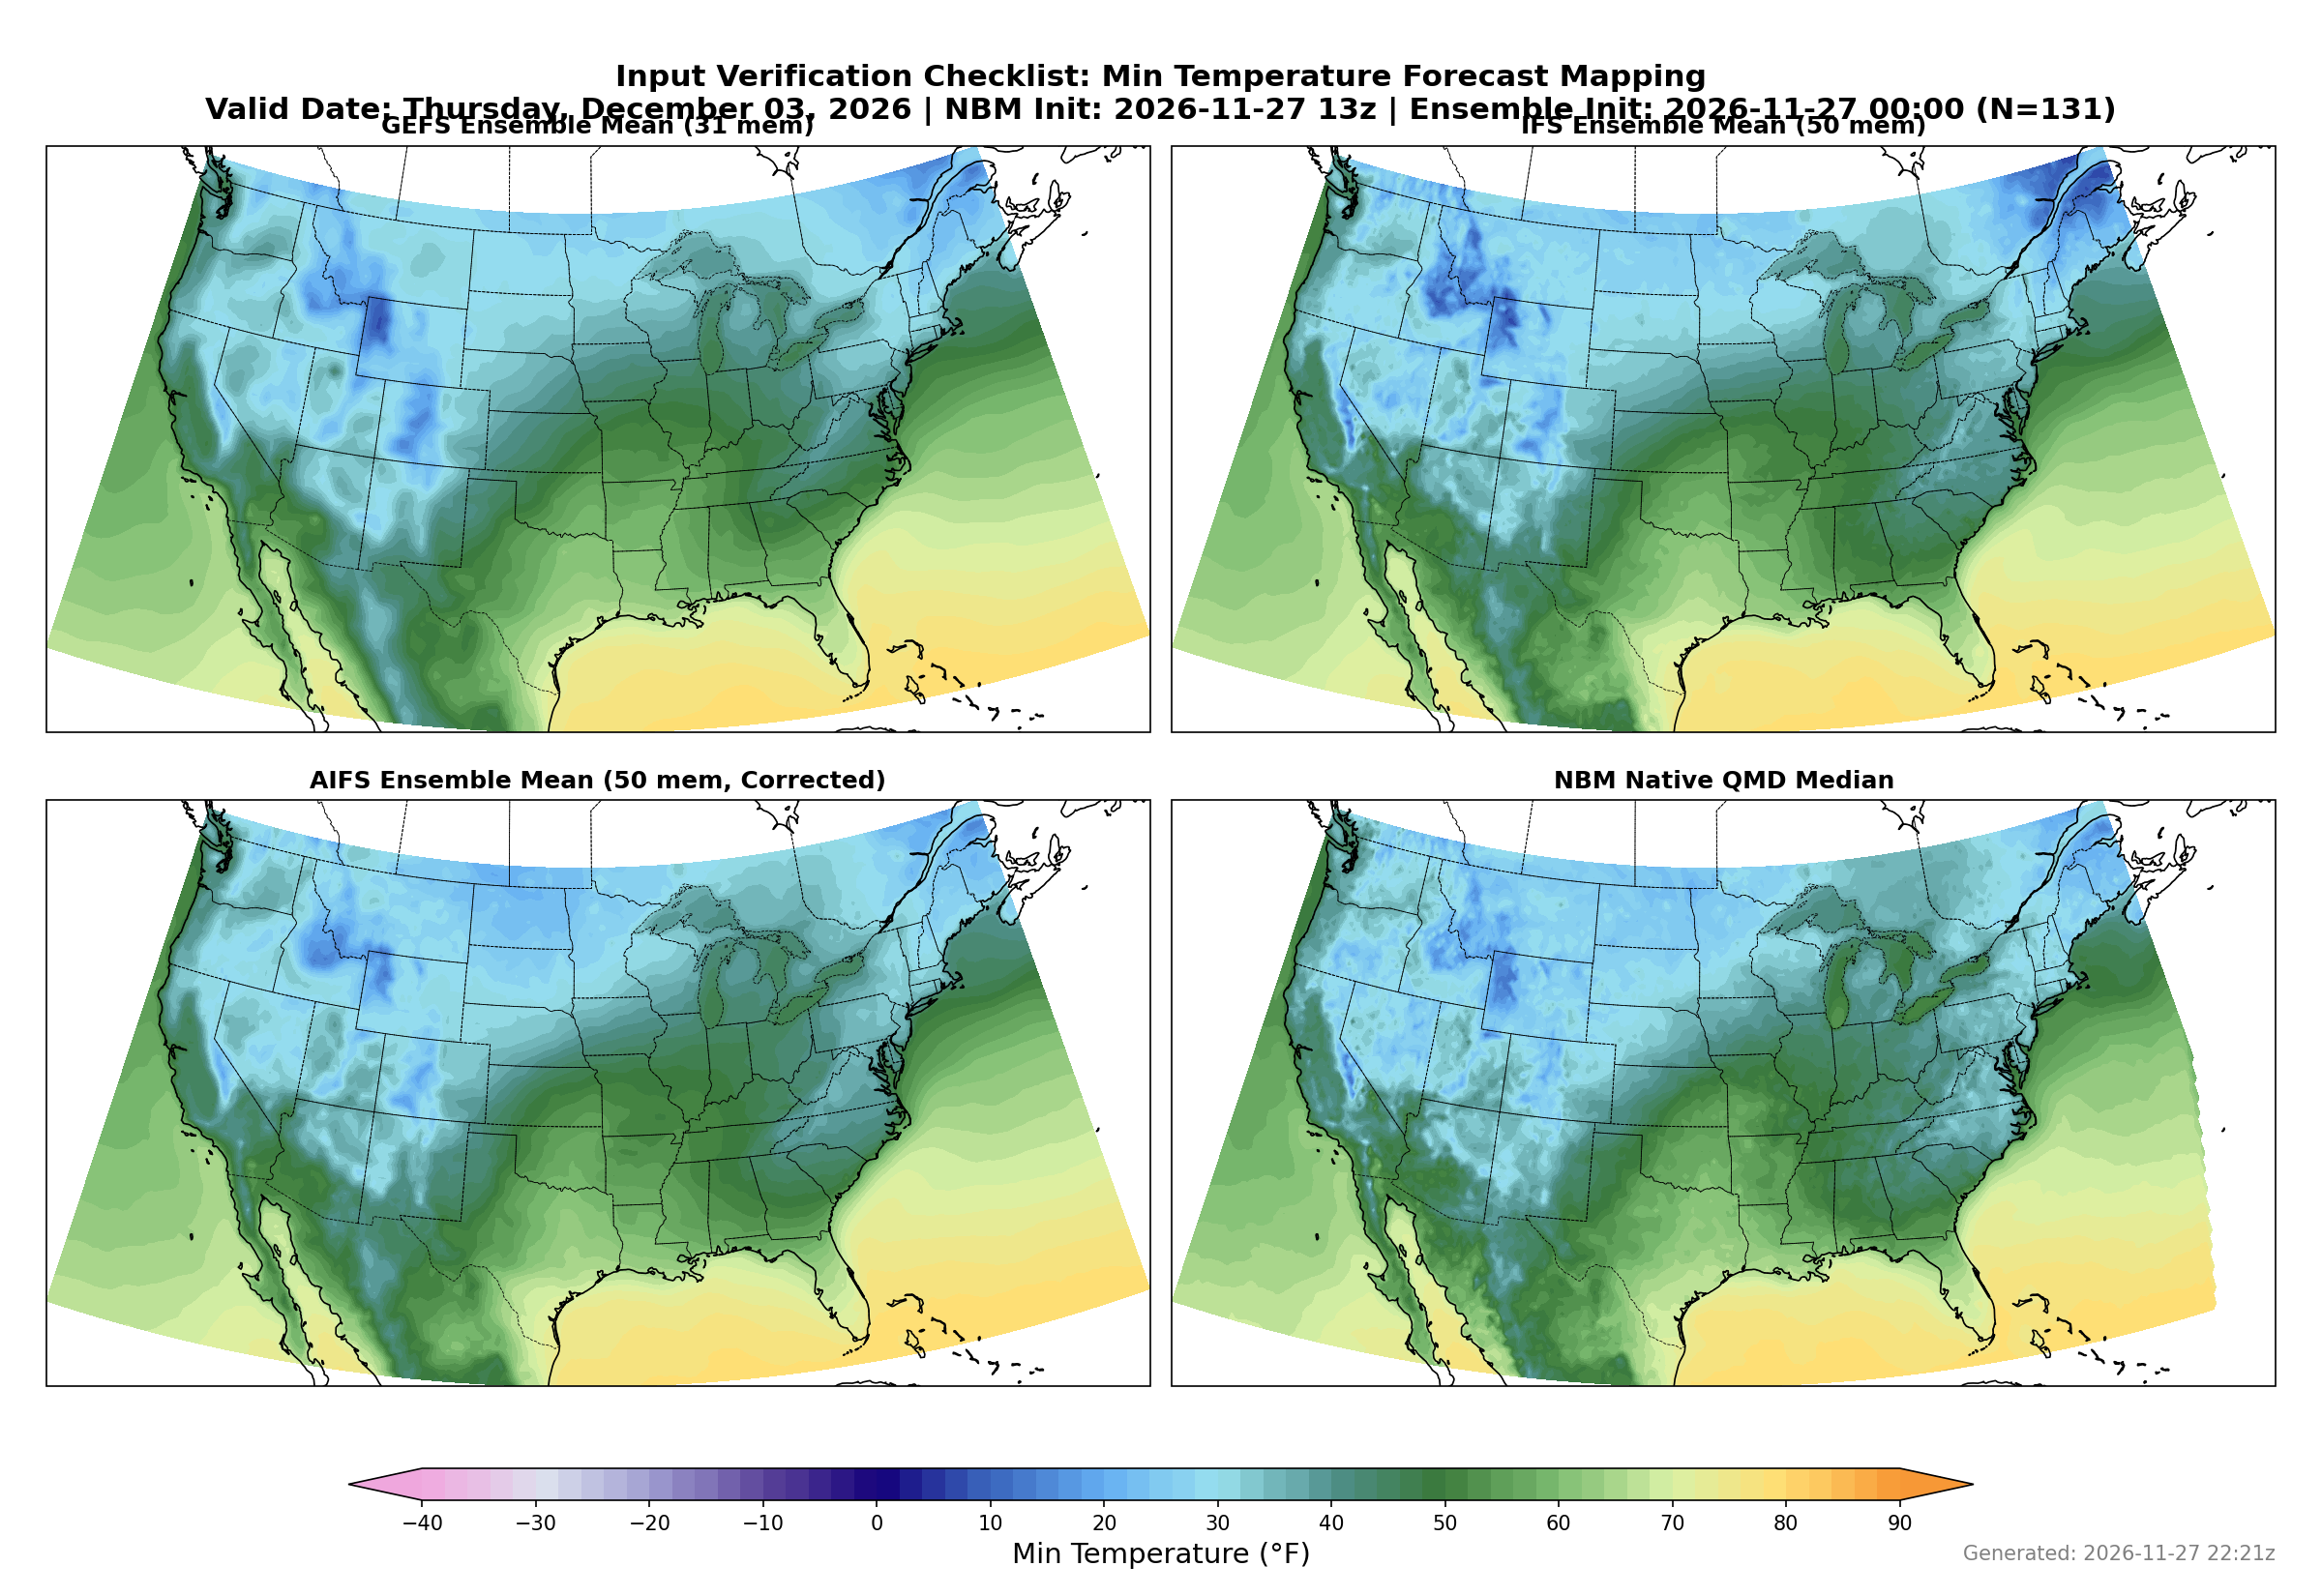 Input Verification Checklist: Min Temperature Forecast Mapping
Valid Date: Thursday, December 03, 2026 | NBM Init: 2026-11-27 13z | Ensemble Init: 2026-11-27 00:00 (N=131)
GEFS Ensemble Mean (31 mem)
IFS Ensemble Mean (50 mem)
AIFS Ensemble Mean (50 mem, Corrected)
NBM Native QMD Median
−40 −30 −20 −10 0 10 20 30 40 50 60 70 80 90
Min Temperature (°F)
Generated: 2026-11-27 22:21z